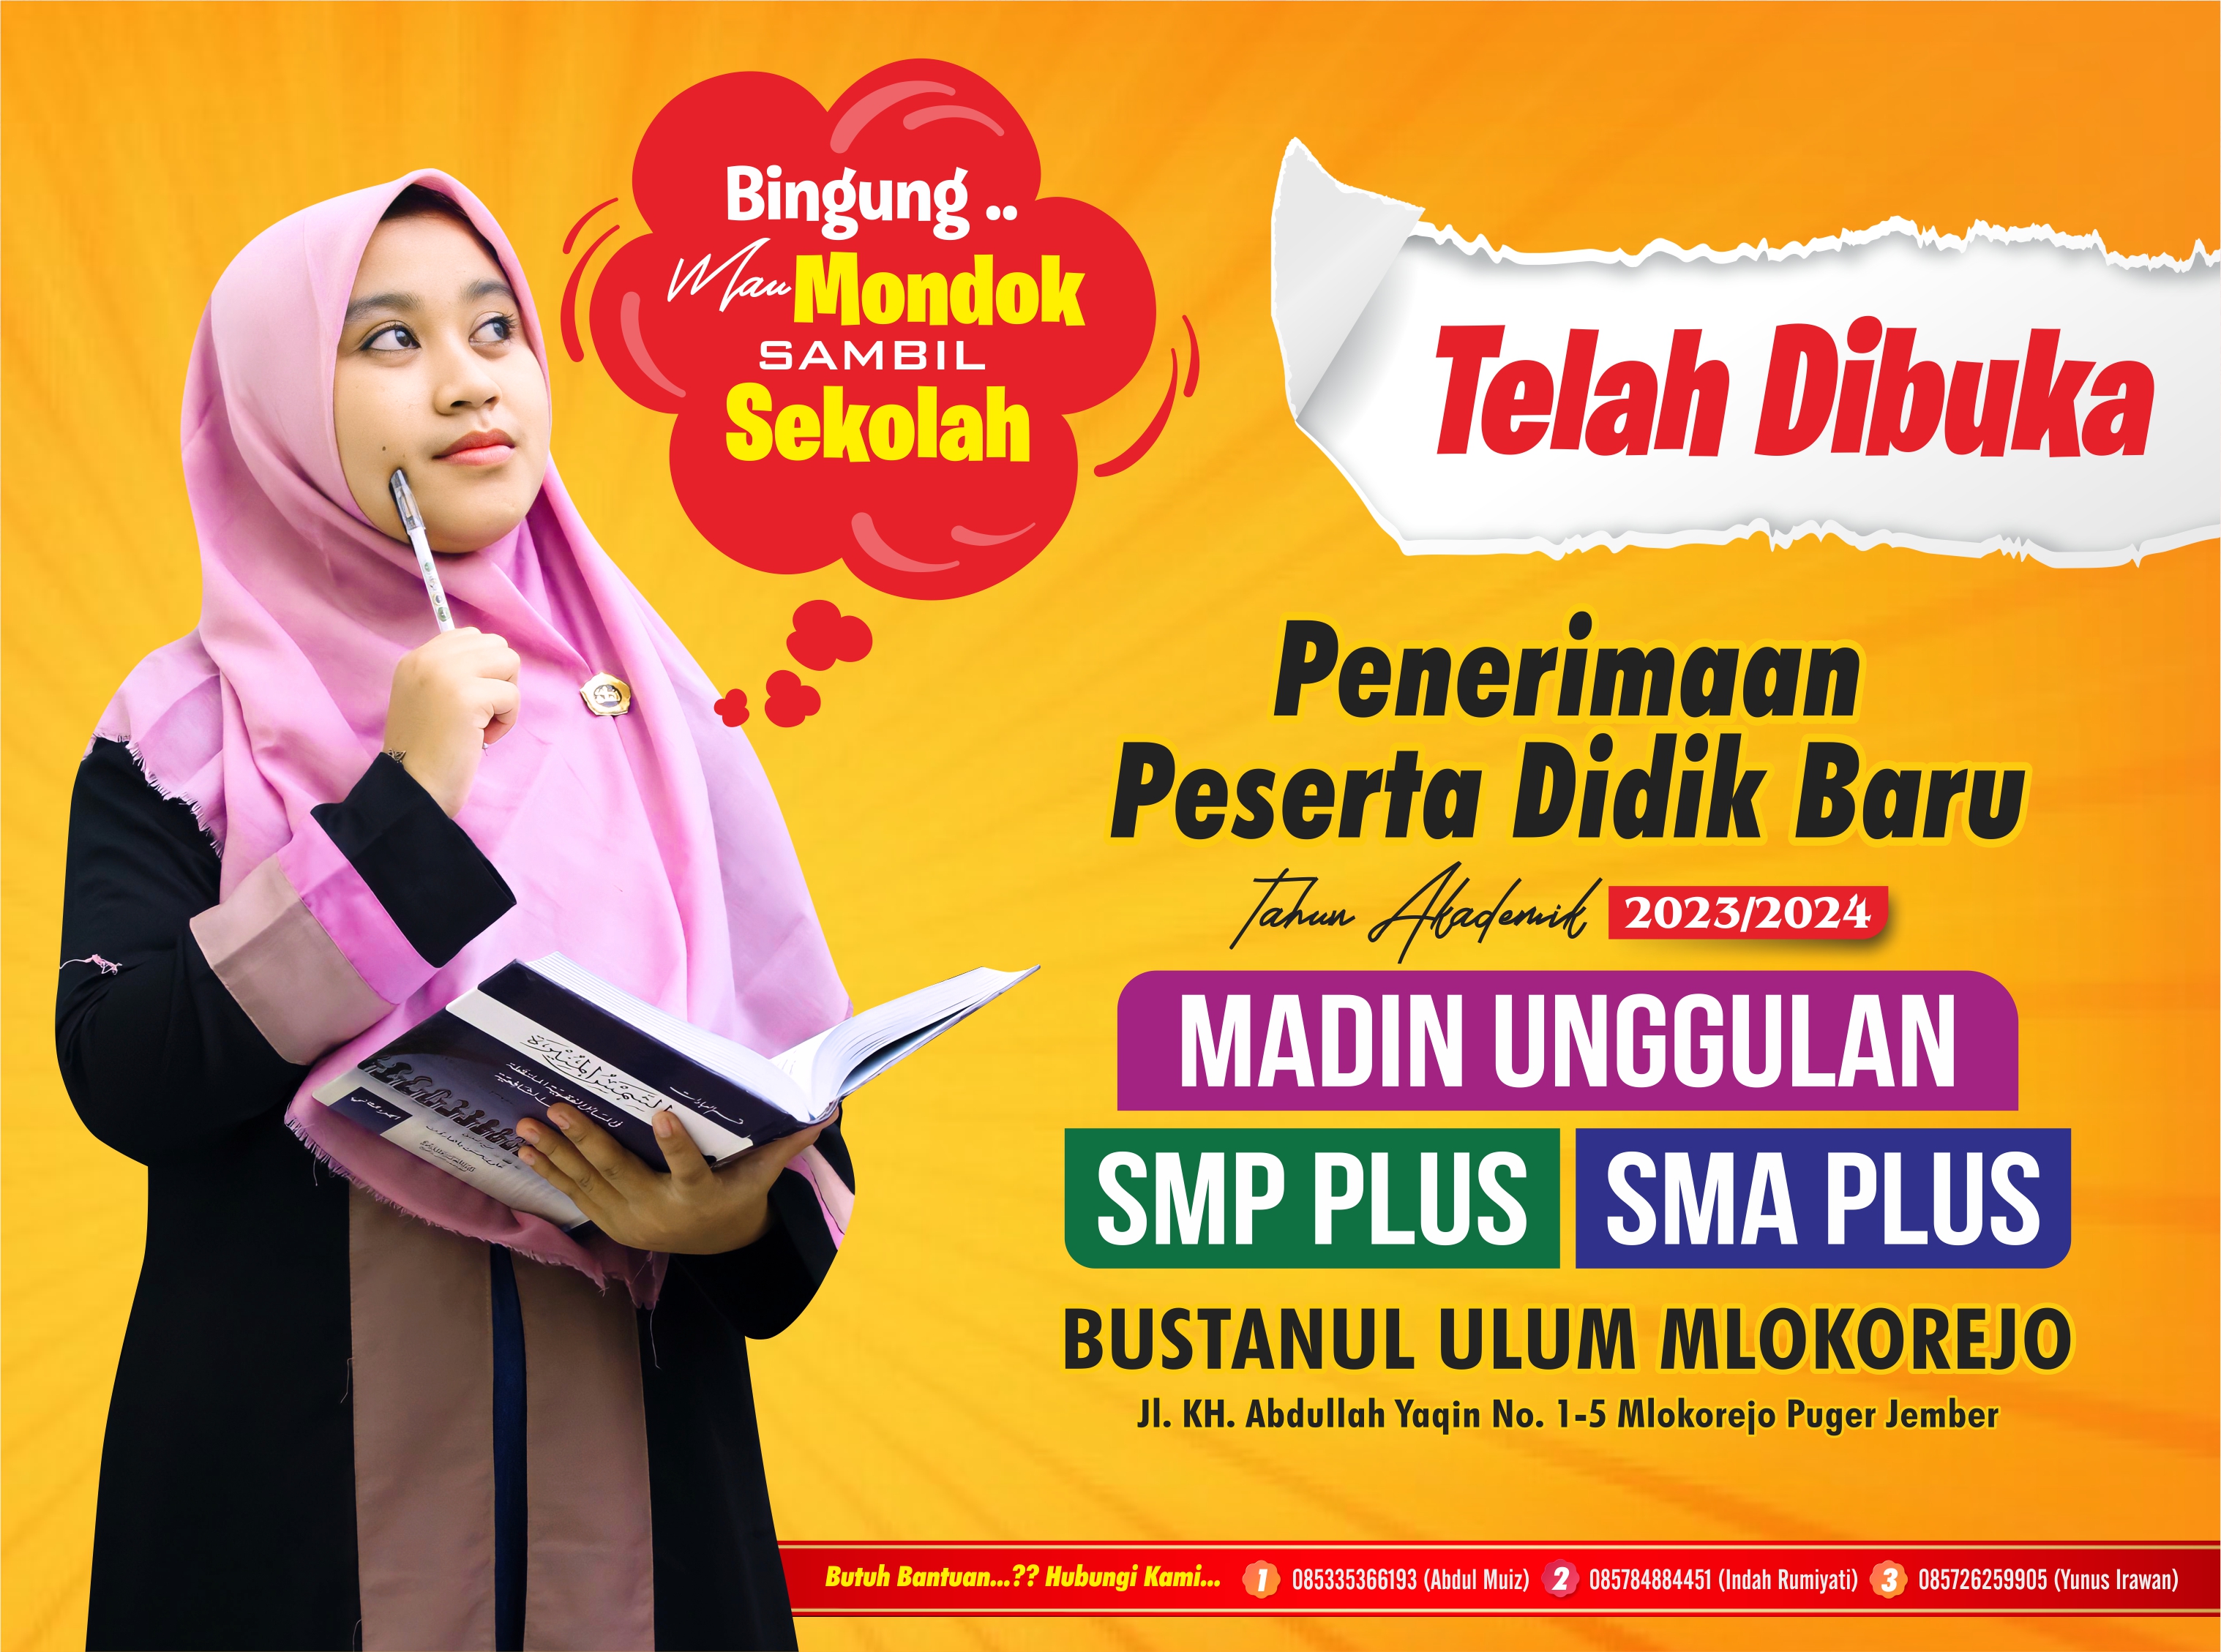 Bingung ..
Mau Mondok
SAMBIL
Sekolah
Telah Dibuka
Penerimaan
Peserta Didik Baru
Tahun Akademik 2023/2024
MADIN UNGGULAN
SMP PLUS SMA PLUS
BUSTANUL ULUM MLOKOREJO
Jl. KH. Abdullah Yaqin No. 1-5 Mlokorejo Puger Jember
Butuh Bantuan...?? Hubungi Kami... 1 085335366193 (Abdul Muiz) 2 085784884451 (Indah Rumiyati) 3 085726259905 (Yunus Irawan)